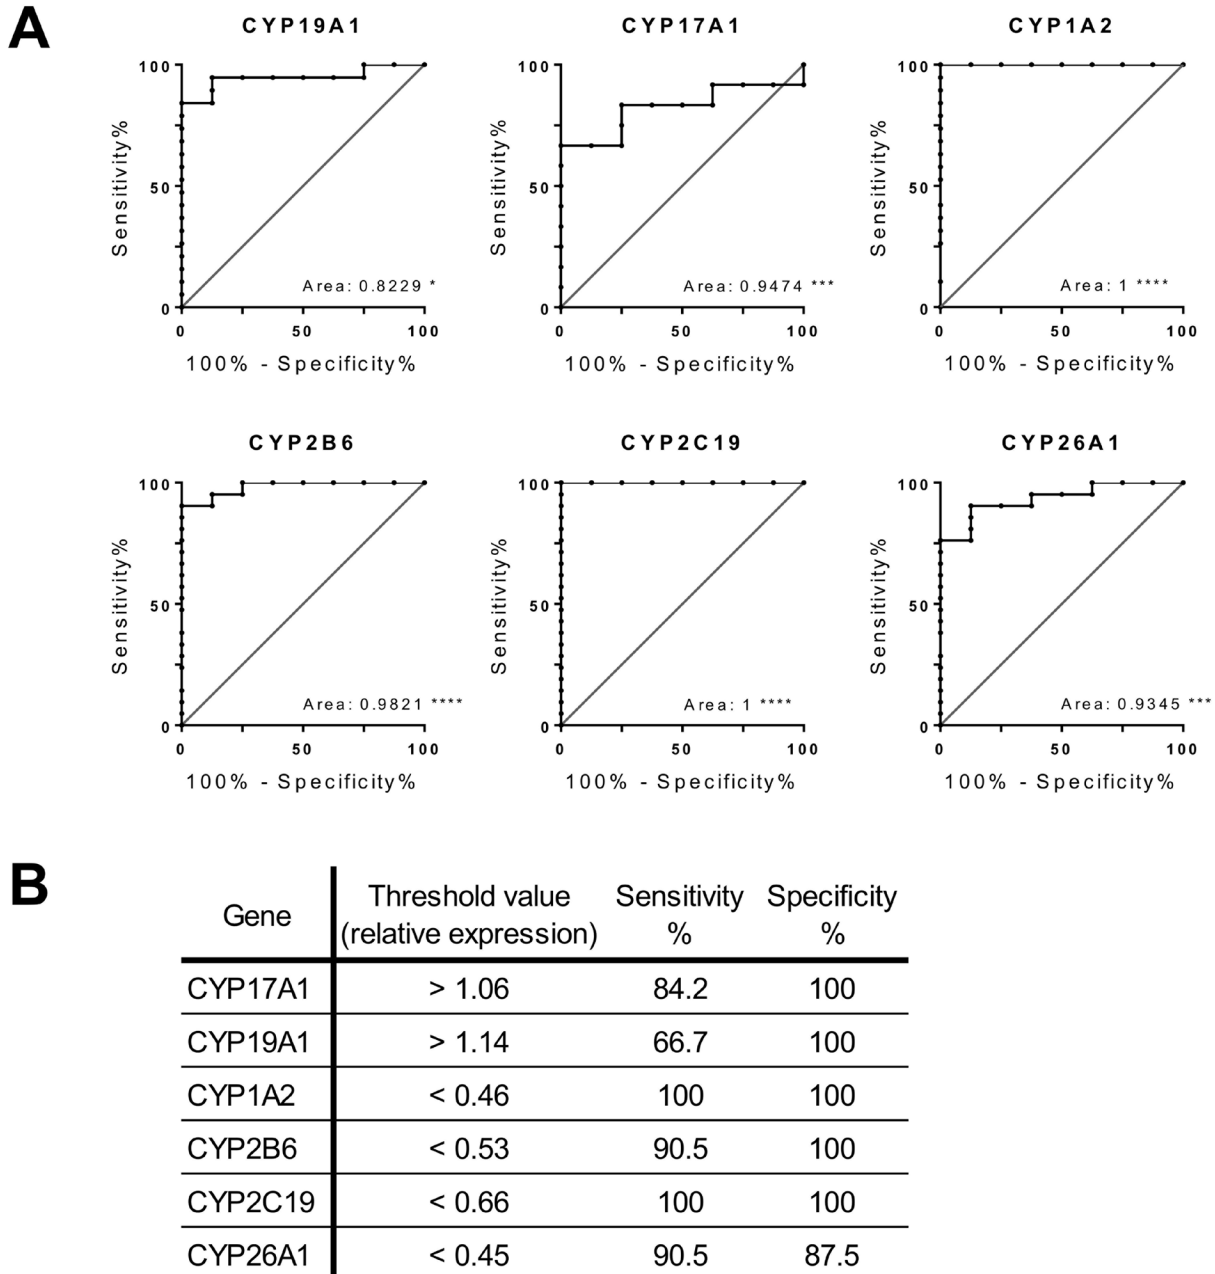 A
CYP19A1
Sensitivity%
100
50
0
Area: 0.8229 *
0 50 100
100% - Specificity%
CYP17A1
Sensitivity%
100
50
0
Area: 0.9474 ***
0 50 100
100% - Specificity%
CYP1A2
Sensitivity%
100
50
0
Area: 1 ****
0 50 100
100% - Specificity%
CYP2B6
Sensitivity%
100
50
0
Area: 0.9821 ****
0 50 100
100% - Specificity%
CYP2C19
Sensitivity%
100
50
0
Area: 1 ****
0 50 100
100% - Specificity%
CYP26A1
Sensitivity%
100
50
0
Area: 0.9345 ***
0 50 100
100% - Specificity%
B
Gene Threshold value (relative expression) Sensitivity % Specificity %
CYP17A1 > 1.06 84.2 100
CYP19A1 > 1.14 66.7 100
CYP1A2 < 0.46 100 100
CYP2B6 < 0.53 90.5 100
CYP2C19 < 0.66 100 100
CYP26A1 < 0.45 90.5 87.5